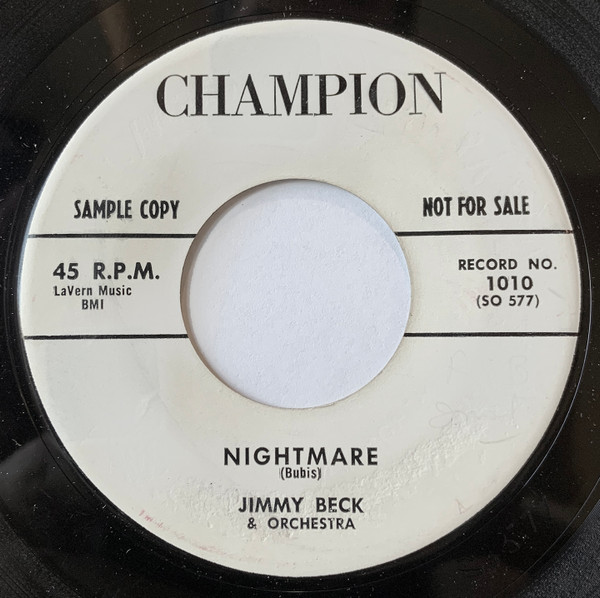 CHAMPION
SAMPLE COPY
NOT FOR SALE
45 R.P.M.
LaVern Music
BMI
RECORD NO.
1010
(SO 577)
NIGHTMARE
(Bubis)
JIMMY BECK
& ORCHESTRA